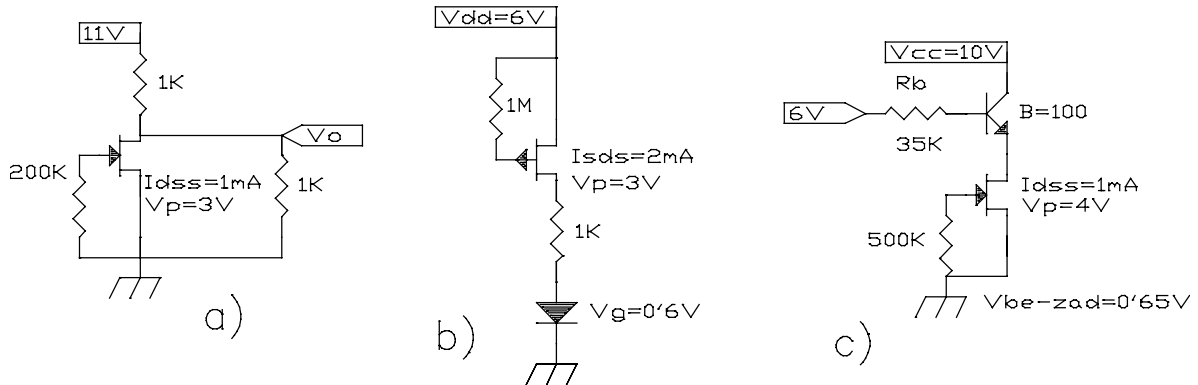 11V
1K
Vo
200K
Idss=1mA
Vp=3V
1K
a)
Vdd=6V
1M
Isds=2mA
Vp=3V
1K
Vg=0'6V
b)
Vcc=10V
Rb
6V
B=100
35K
Idss=1mA
Vp=4V
500K
Vbe-zad=0'65V
c)